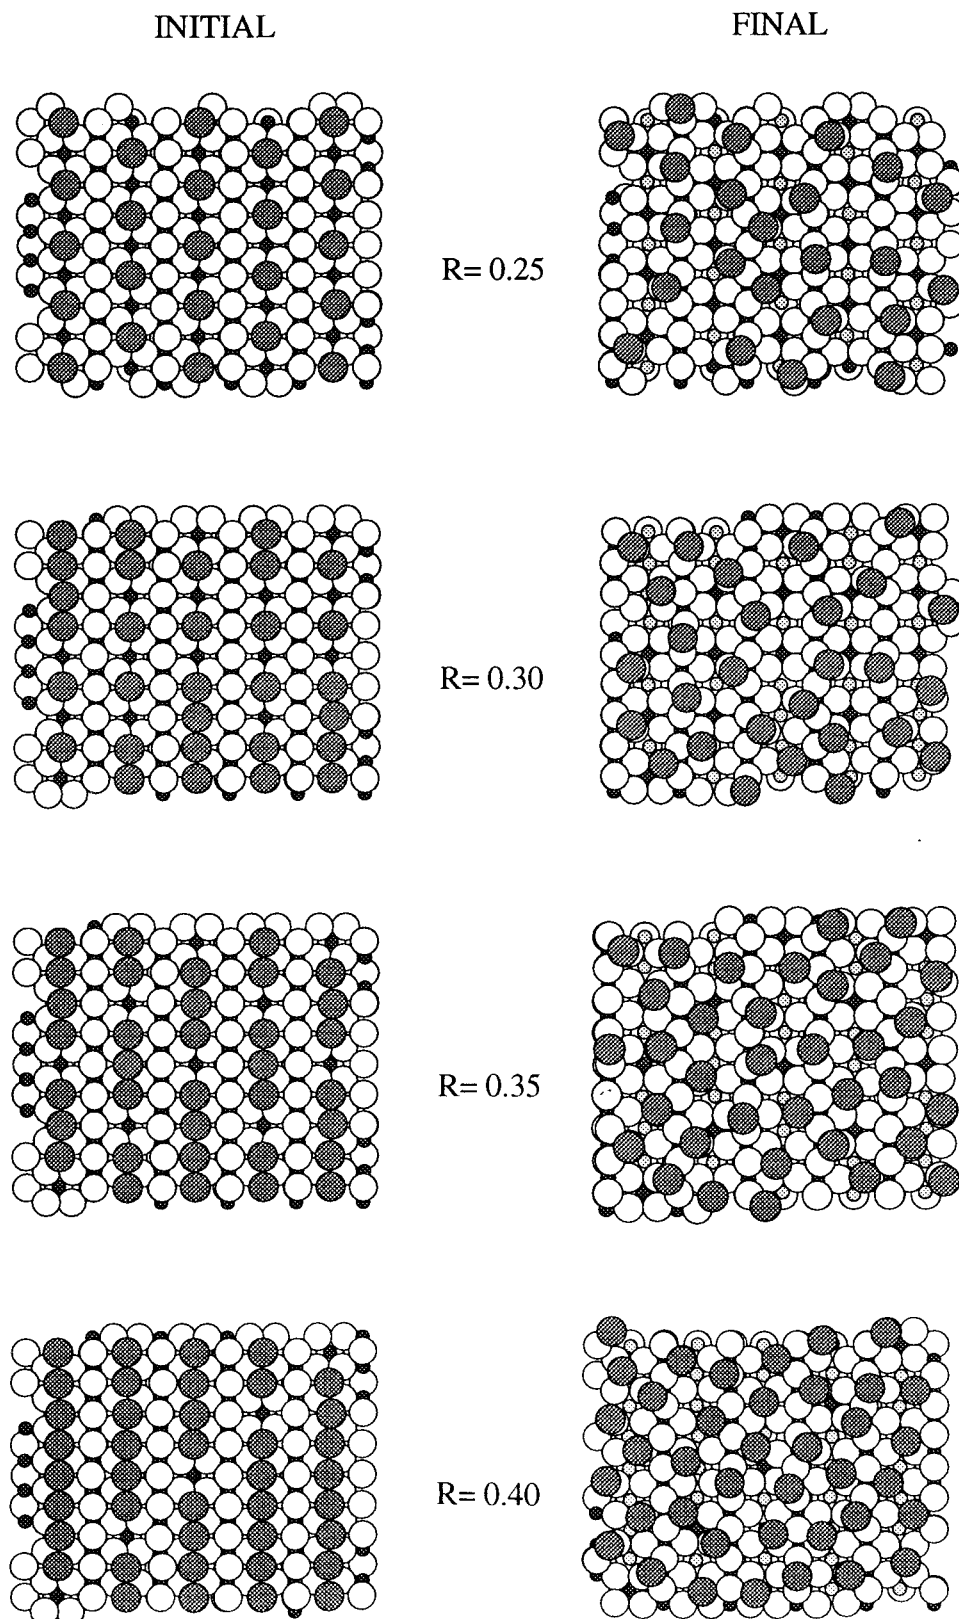 INITIAL
FINAL
R= 0.25
R= 0.30
R= 0.35
R= 0.40